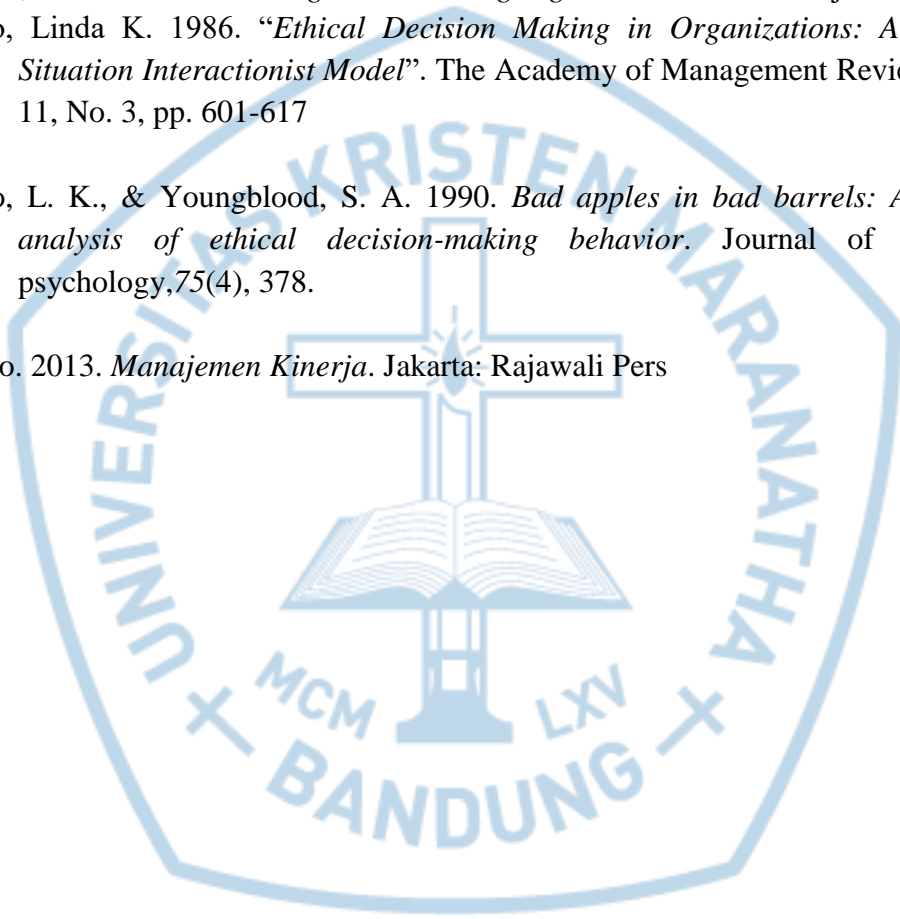 o, Linda K. 1986. “Ethical Decision Making in Organizations: A
Situation Interactionist Model”. The Academy of Management Revie
11, No. 3, pp. 601-617
o, L. K., & Youngblood, S. A. 1990. Bad apples in bad barrels: A
analysis of ethical decision-making behavior. Journal of
psychology,75(4), 378.
o. 2013. Manajemen Kinerja. Jakarta: Rajawali Pers
UNIVERSITAS KRISTEN MARANATHA
MCM LXV
BANDUNG